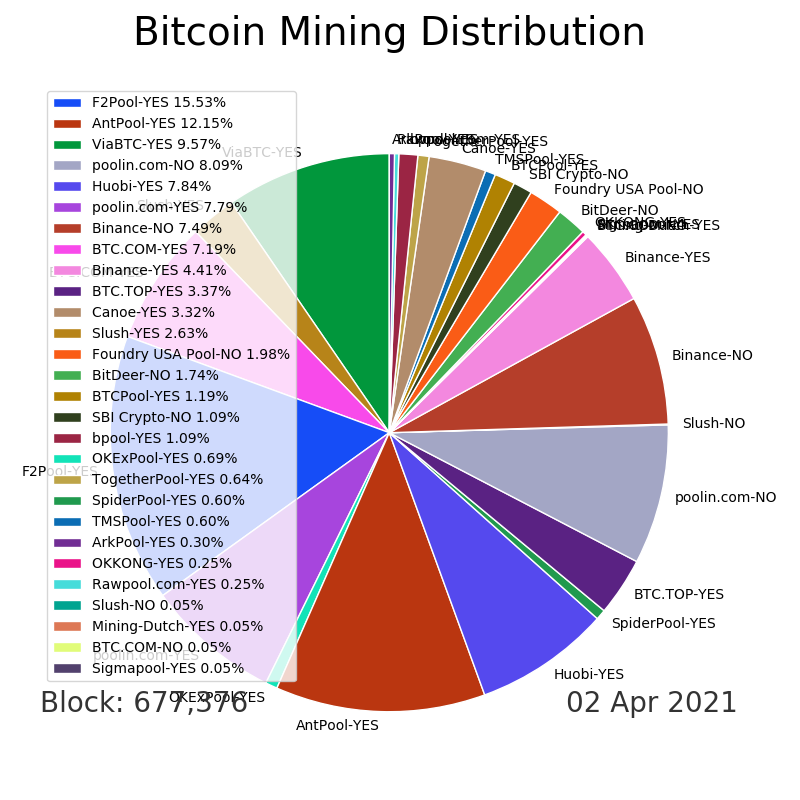 Bitcoin Mining Distribution
F2Pool-YES 15.53%
AntPool-YES 12.15%
ViaBTC-YES 9.57%
poolin.com-NO 8.09%
Huobi-YES 7.84%
poolin.com-YES 7.79%
Binance-NO 7.49%
BTC.COM-YES 7.19%
Binance-YES 4.41%
BTC.TOP-YES 3.37%
Canoe-YES 3.32%
Slush-YES 2.63%
Foundry USA Pool-NO 1.98%
BitDeer-NO 1.74%
BTCPool-YES 1.19%
SBI Crypto-NO 1.09%
bpool-YES 1.09%
OKExPool-YES 0.69%
TogetherPool-YES 0.64%
SpiderPool-YES 0.60%
TMSPool-YES 0.60%
ArkPool-YES 0.30%
OKKONG-YES 0.25%
Rawpool.com-YES 0.25%
Slush-NO 0.05%
Mining-Dutch-YES 0.05%
BTC.COM-NO 0.05%
Sigmapool-YES 0.05%
ViaBTC-YES
F2Pool-YES
poolin.com-YES
OKExPool-YES
AntPool-YES
Canoe-YES
TMSPool-YES
BTCPool-YES
SBI Crypto-NO
Foundry USA Pool-NO
BitDeer-NO
OKKONG-YES
Binance-YES
Binance-NO
Slush-NO
poolin.com-NO
BTC.TOP-YES
SpiderPool-YES
Huobi-YES
Block: 677,376
02 Apr 2021